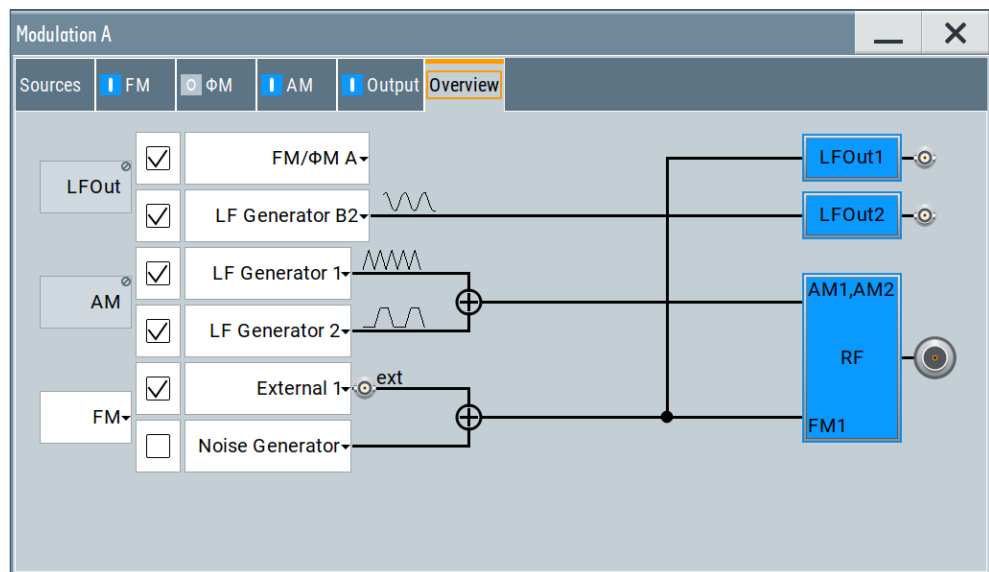 Modulation A
Sources
I FM
O ΦM
I AM
I Output
Overview
LFOut
FM/ΦM A
LF Generator B2
LFOut1
LFOut2
AM
LF Generator 1
LF Generator 2
AM1,AM2
RF
FM1
FM
External 1
ext
Noise Generator